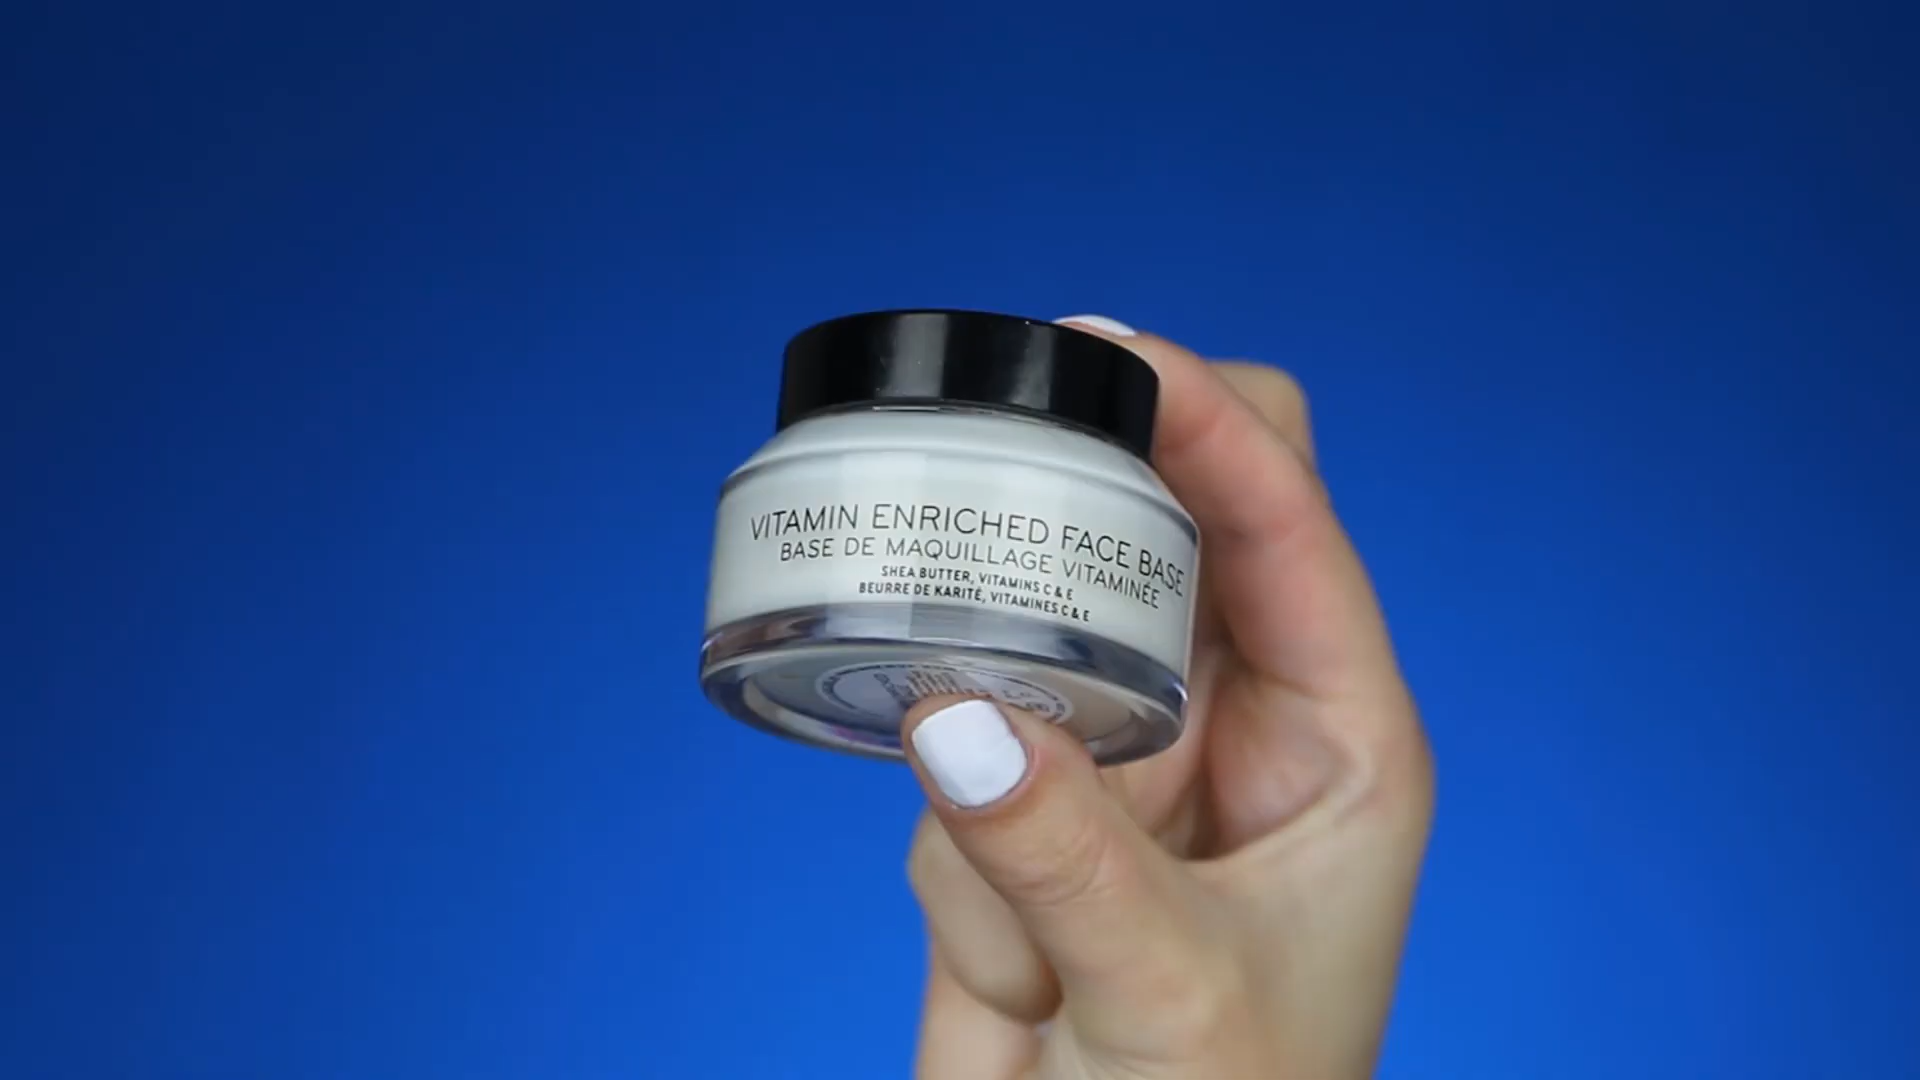 VITAMIN ENRICHED FACE BASE
BASE DE MAQUILLAGE VITAMINÉE
SHEA BUTTER, VITAMINS C & E
BEURRE DE KARITÉ, VITAMINES C & E